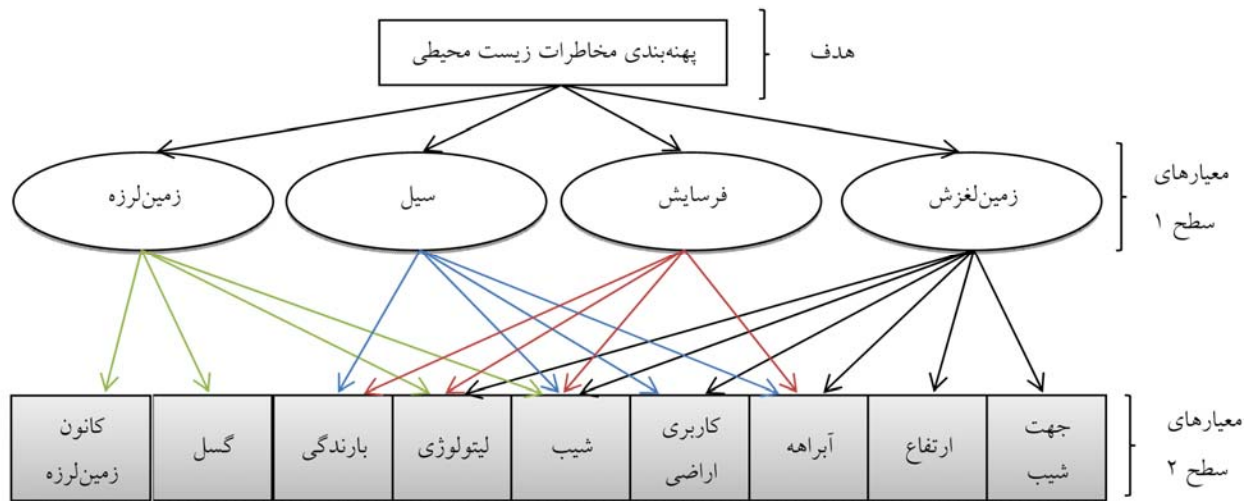 پهنه‌بندی مخاطرات زیست محیطی
هدف
زمین‌لغزش
فرسایش
سیل
زمین‌لرزه
معیارهای
سطح ۱
جهت
شیب
ارتفاع
آبراهه
کاربری
اراضی
شیب
لیتولوژی
بارندگی
گسل
کانون
زمین‌لرزه
معیارهای
سطح ۲